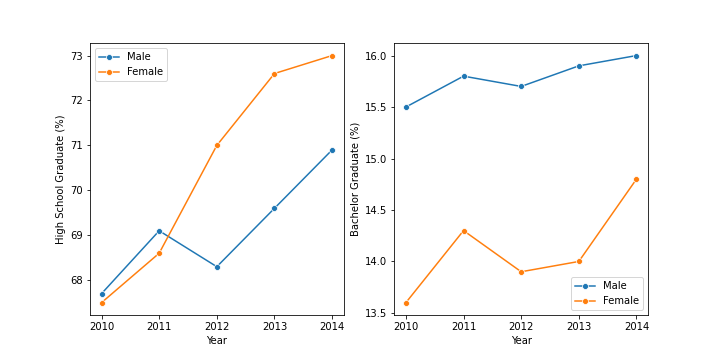 73
72
71
70
69
68
High School Graduate (%)
Male
Female
2010 2011 2012 2013 2014
Year
16.0
15.5
15.0
14.5
14.0
13.5
Bachelor Graduate (%)
Male
Female
2010 2011 2012 2013 2014
Year